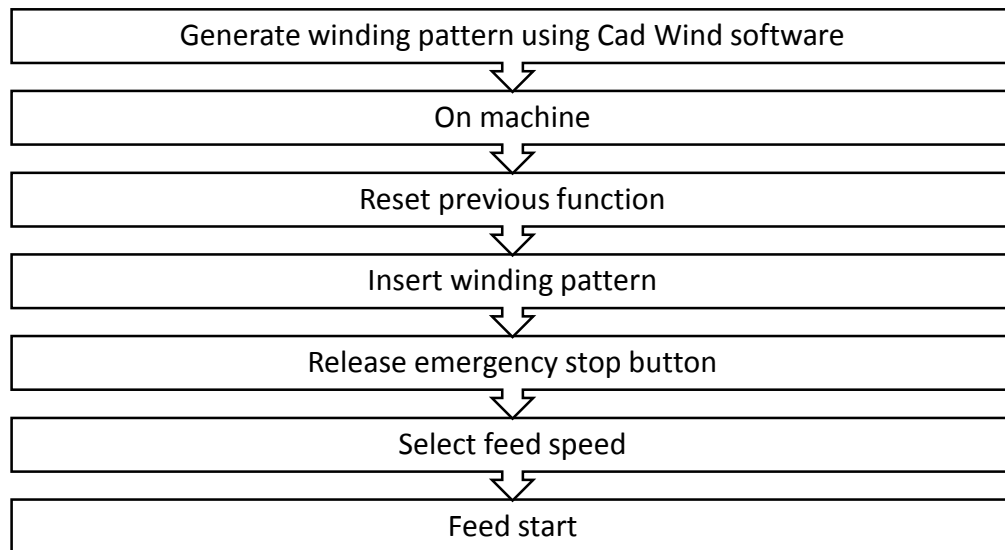 Generate winding pattern using Cad Wind software
On machine
Reset previous function
Insert winding pattern
Release emergency stop button
Select feed speed
Feed start